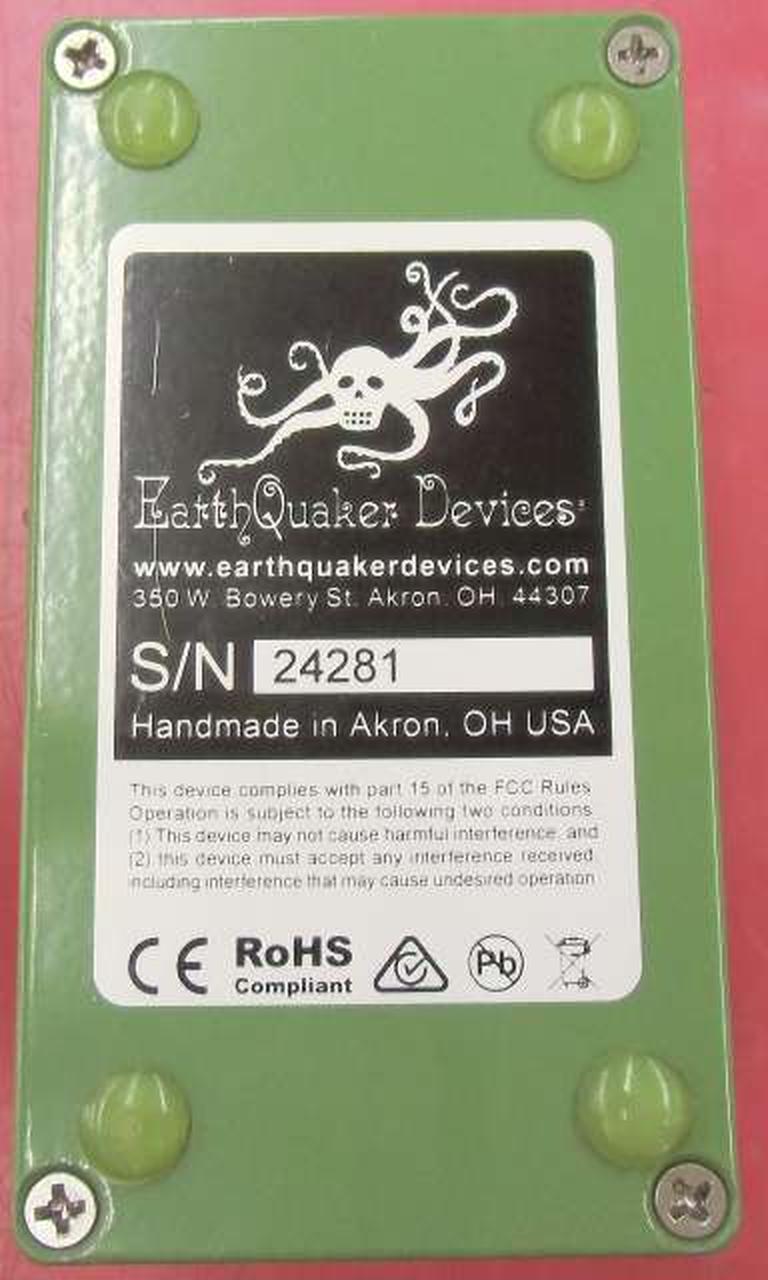 EarthQuaker Devices
www.earthquakerdevices.com
350 W. Bowery St. Akron, OH 44307
S/N 24281
Handmade in Akron, OH USA
This device complies with part 15 of the FCC Rules
Operation is subject to the following two conditions
(1) This device may not cause harmful interference, and
(2) this device must accept any interference received
including interference that may cause undesired operation
CE RoHS Compliant Pb